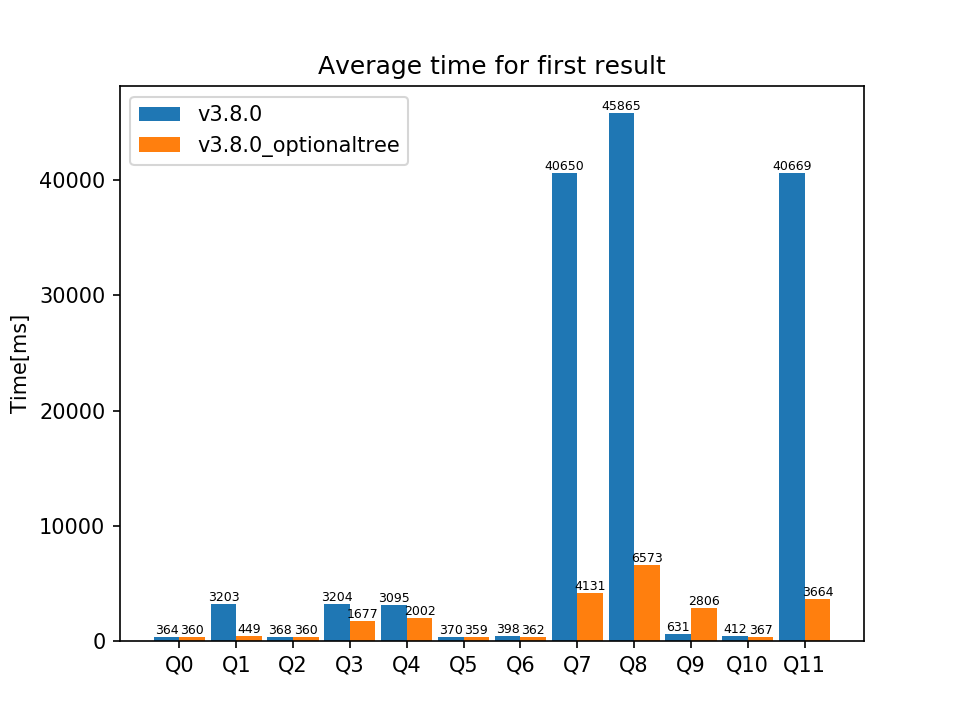 Average time for first result
v3.8.0
v3.8.0_optionaltree
Time[ms]
40000
30000
20000
10000
0
364 360 3203 449 368 360 3204 1677 3095 2002 370 359 398 362 40650 4131 45865 6573 631 2806 412 367 40669 3664
Q0 Q1 Q2 Q3 Q4 Q5 Q6 Q7 Q8 Q9 Q10 Q11